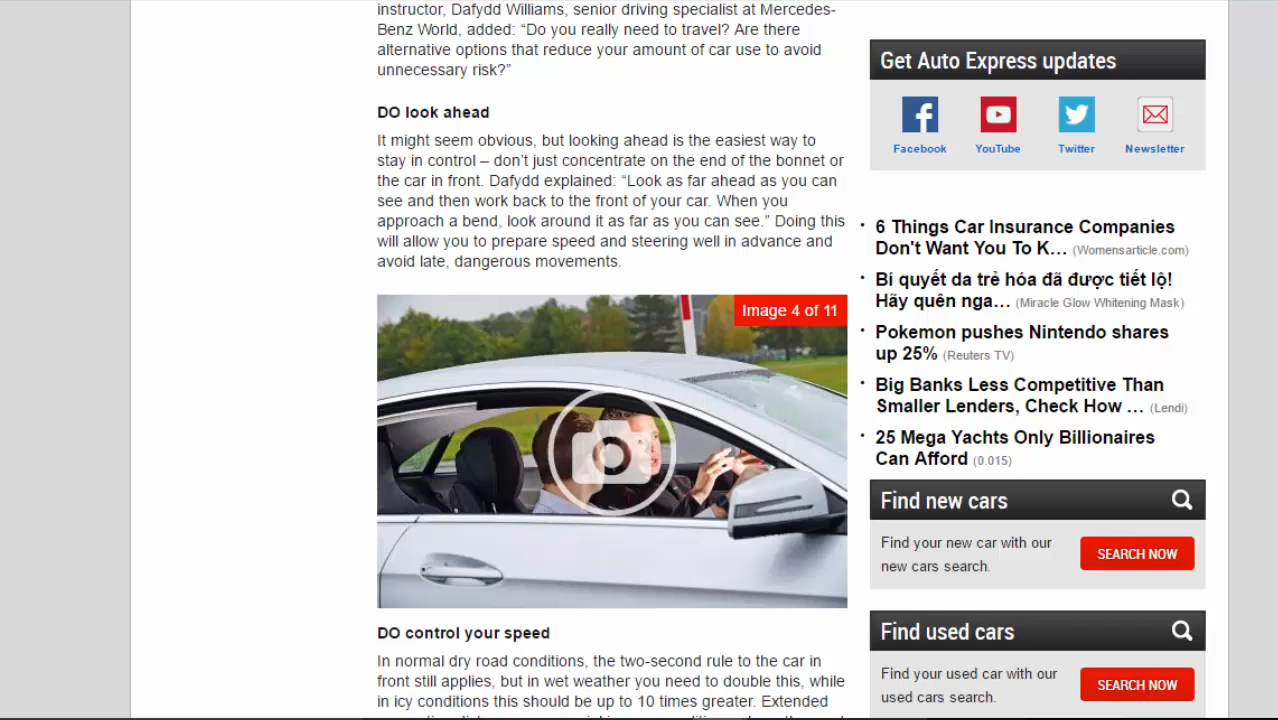 instructor, Dafydd Williams, senior driving specialist at Mercedes-
Benz World, added: “Do you really need to travel? Are there
alternative options that reduce your amount of car use to avoid
unnecessary risk?”
DO look ahead
It might seem obvious, but looking ahead is the easiest way to
stay in control – don’t just concentrate on the end of the bonnet or
the car in front. Dafydd explained: “Look as far ahead as you can
see and then work back to the front of your car. When you
approach a bend, look around it as far as you can see.” Doing this
will allow you to prepare speed and steering well in advance and
avoid late, dangerous movements.
Image 4 of 11
DO control your speed
In normal dry road conditions, the two-second rule to the car in
front still applies, but in wet weather you need to double this, while
in icy conditions this should be up to 10 times greater. Extended
Get Auto Express updates
Facebook YouTube Twitter Newsletter
6 Things Car Insurance Companies
Don't Want You To K… (Womensarticle.com)
Bí quyết da trẻ hóa đã được tiết lộ!
Hãy quên nga… (Miracle Glow Whitening Mask)
Pokemon pushes Nintendo shares
up 25% (Reuters TV)
Big Banks Less Competitive Than
Smaller Lenders, Check How … (Lendi)
25 Mega Yachts Only Billionaires
Can Afford (0.015)
Find new cars
Find your new car with our
new cars search.
SEARCH NOW
Find used cars
Find your used car with our
used cars search.
SEARCH NOW